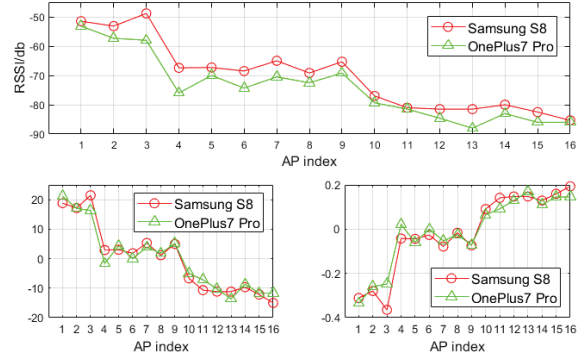 -50
-60
-70
-80
-90
RSSI/db
Samsung S8
OnePlus7 Pro
1 2 3 4 5 6 7 8 9 10 11 12 13 14 15 16
AP index
20
10
0
-10
-20
Samsung S8
OnePlus7 Pro
1 2 3 4 5 6 7 8 9 10 11 12 13 14 15 16
AP index
0.2
0
-0.2
-0.4
Samsung S8
OnePlus7 Pro
1 2 3 4 5 6 7 8 9 10 11 12 13 14 15 16
AP index